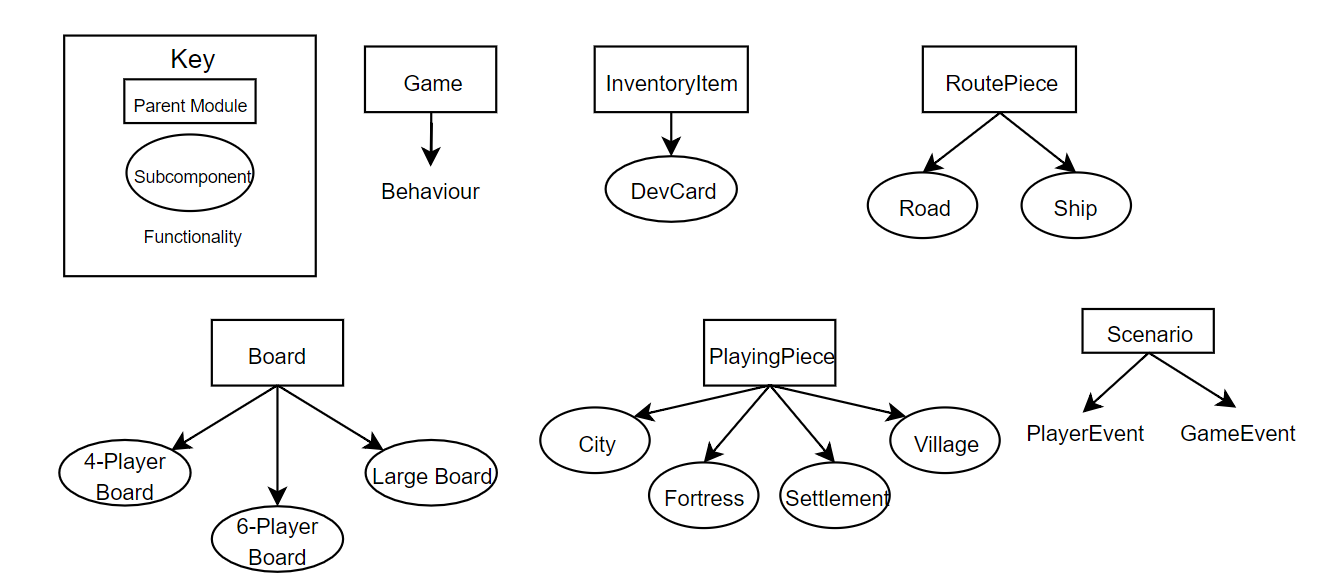 Key
Parent Module
Subcomponent
Functionality
Game
Behaviour
InventoryItem
DevCard
RoutePiece
Road
Ship
Board
4-Player
Board
6-Player
Board
Large Board
PlayingPiece
City
Fortress
Settlement
Village
Scenario
PlayerEvent
GameEvent